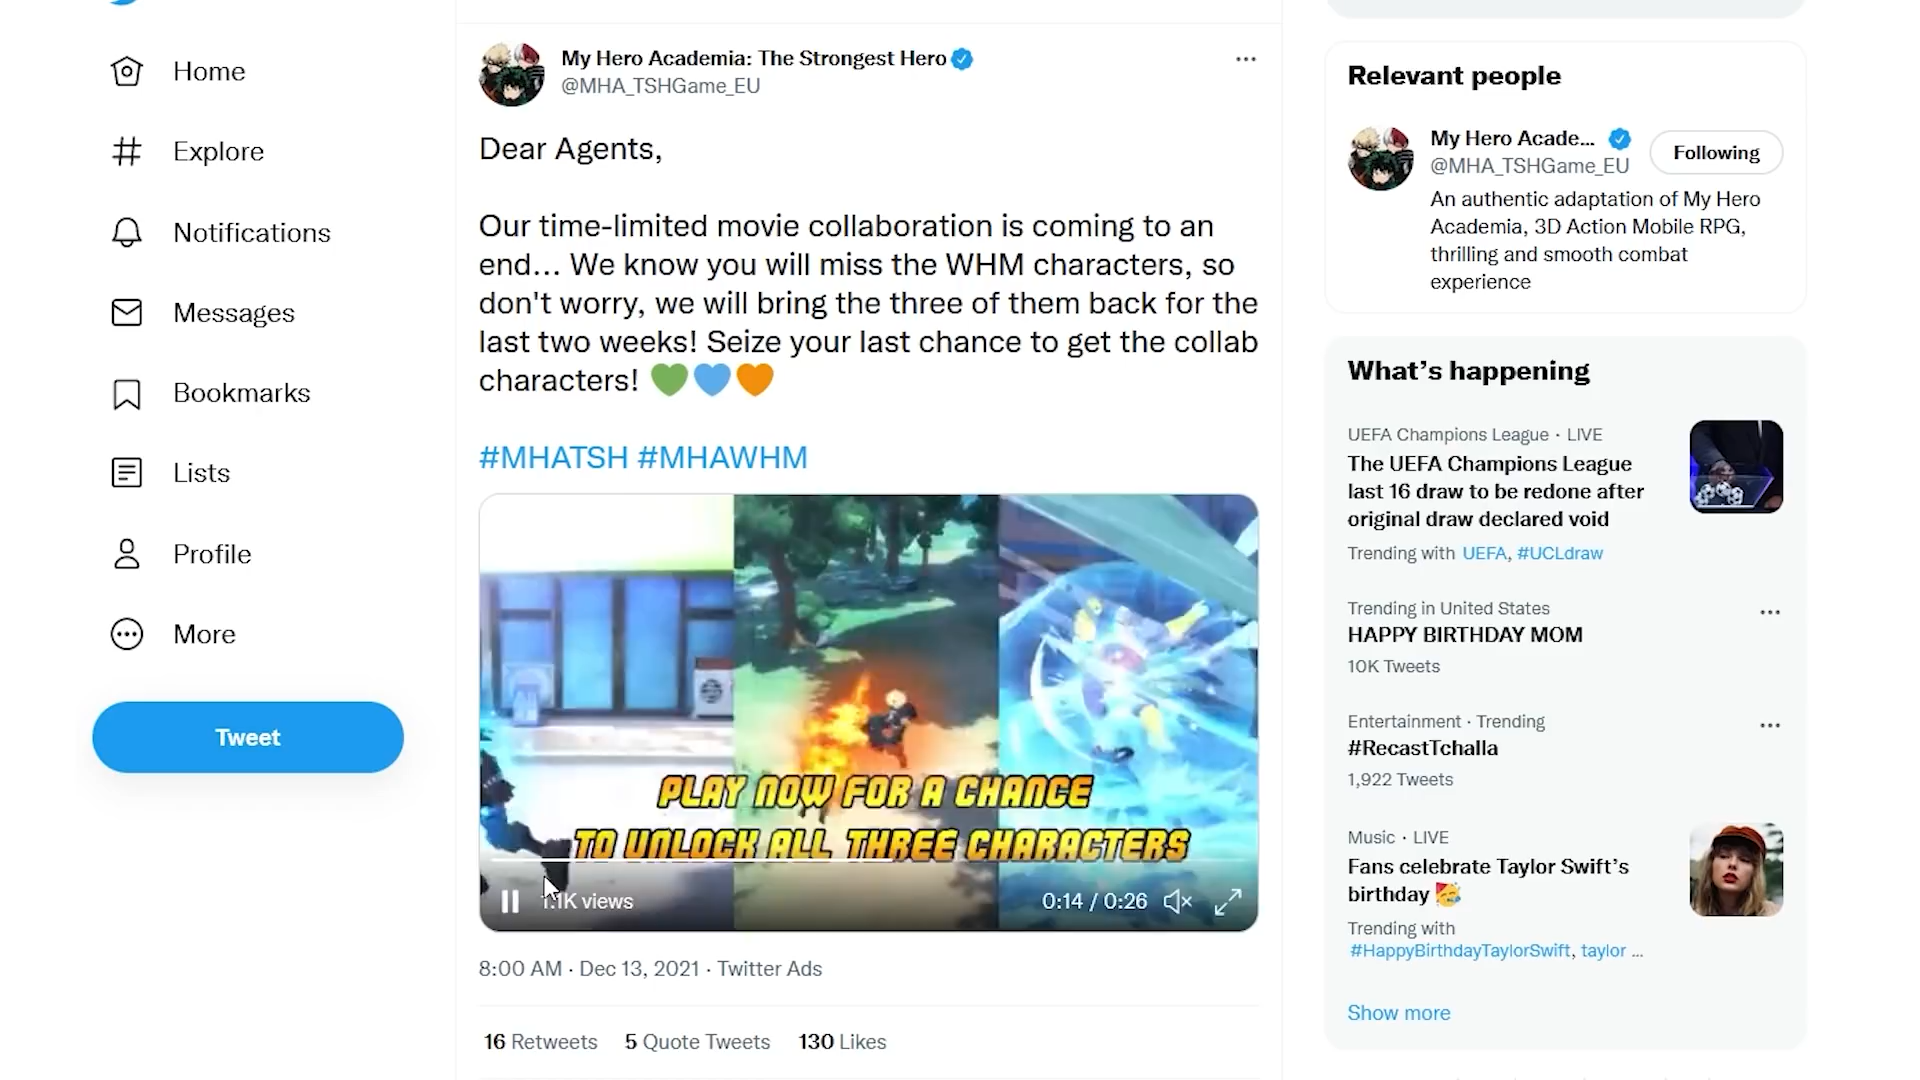 Home
Explore
Notifications
Messages
Bookmarks
Lists
Profile
More
Tweet
My Hero Academia: The Strongest Hero
@MHA_TSHGame_EU
Dear Agents,
Our time-limited movie collaboration is coming to an
end... We know you will miss the WHM characters, so
don't worry, we will bring the three of them back for the
last two weeks! Seize your last chance to get the collab
characters! 💚💙🧡
#MHATSH #MHAWHM
PLAY NOW FOR A CHANCE
TO UNLOCK ALL THREE CHARACTERS
1.1K views
0:14 / 0:26
8:00 AM · Dec 13, 2021 · Twitter Ads
16 Retweets 5 Quote Tweets 130 Likes
Relevant people
My Hero Acade...
@MHA_TSHGame_EU
Following
An authentic adaptation of My Hero
Academia, 3D Action Mobile RPG,
thrilling and smooth combat
experience
What's happening
UEFA Champions League · LIVE
The UEFA Champions League
last 16 draw to be redone after
original draw declared void
Trending with UEFA, #UCLdraw
Trending in United States
HAPPY BIRTHDAY MOM
10K Tweets
Entertainment · Trending
#RecastTchalla
1,922 Tweets
Music · LIVE
Fans celebrate Taylor Swift's
birthday 🥳
Trending with
#HappyBirthdayTaylorSwift, taylor ...
Show more